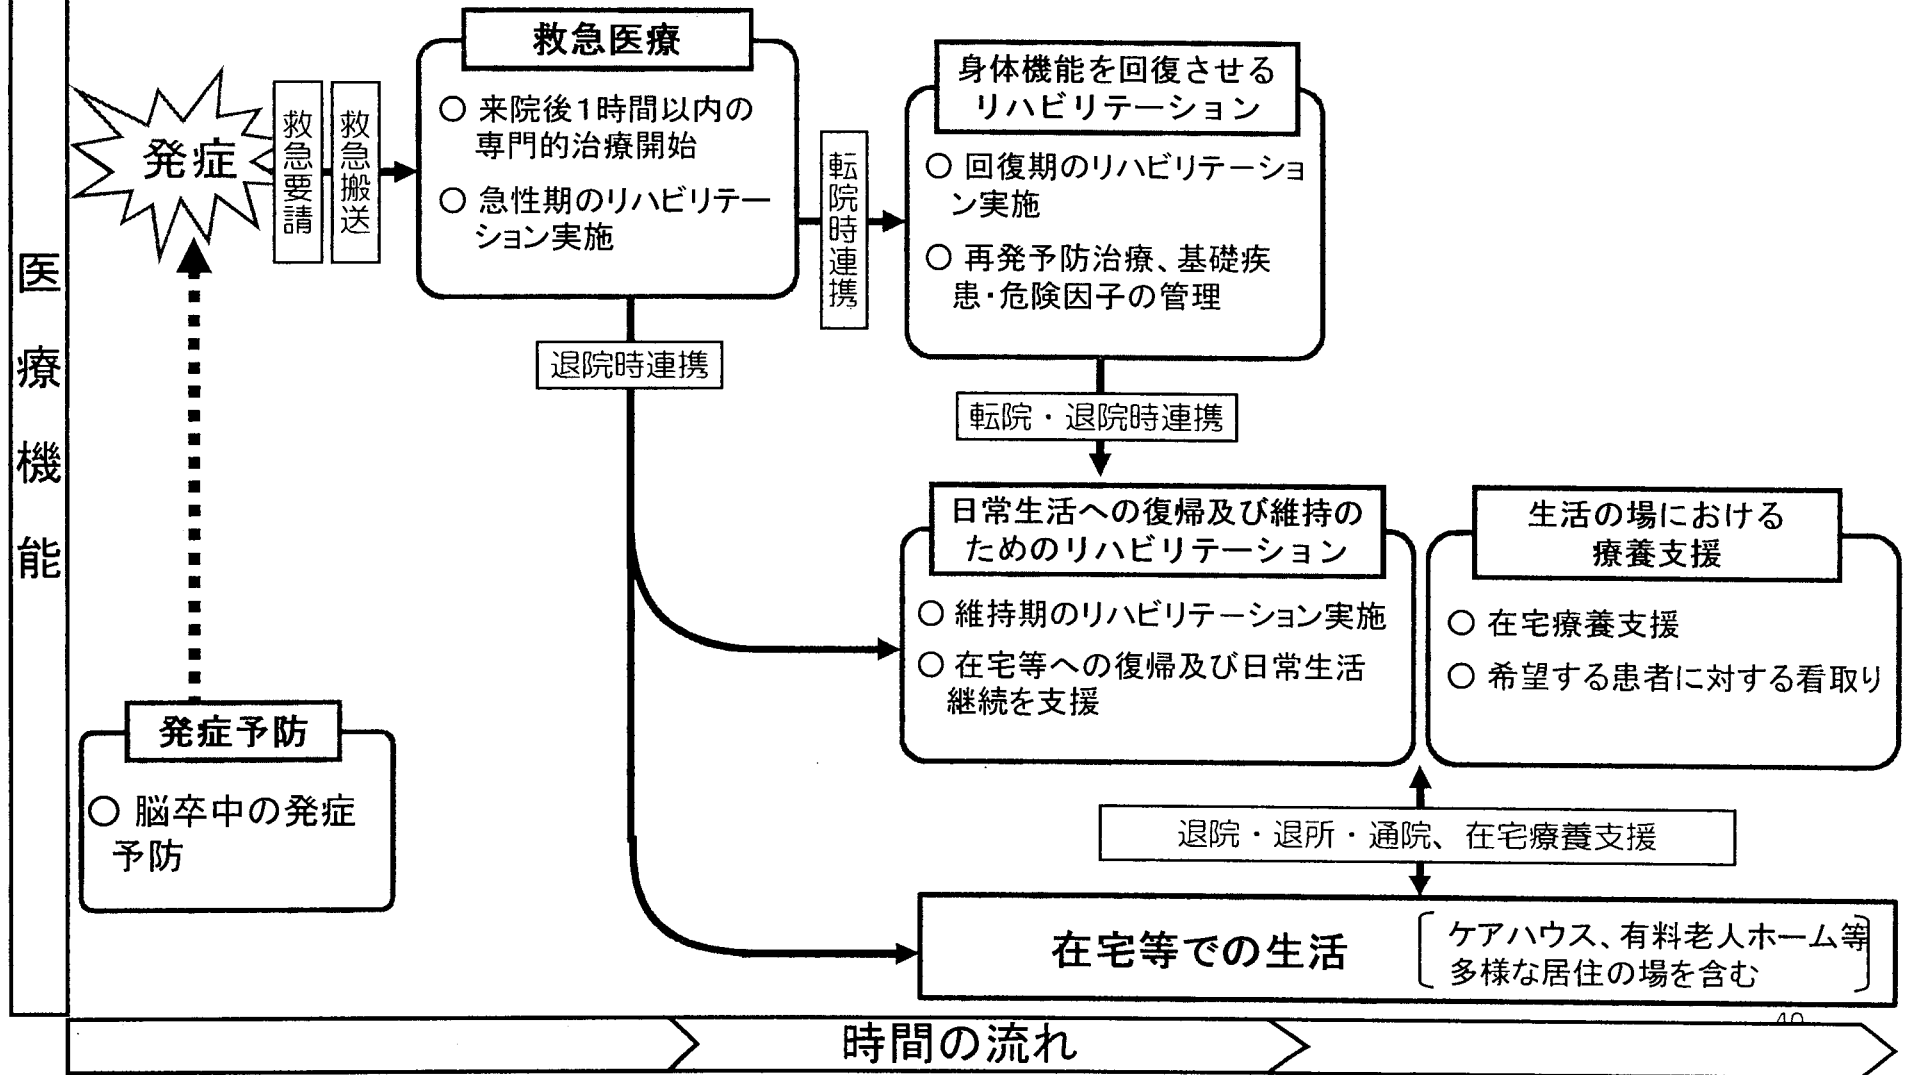 医療機能
発症
救急要請
救急搬送
救急医療
○ 来院後1時間以内の
専門的治療開始
○ 急性期のリハビリテー
ション実施
転院時連携
身体機能を回復させる
リハビリテーション
○ 回復期のリハビリテーショ
ン実施
○ 再発予防治療、基礎疾
患・危険因子の管理
退院時連携
転院・退院時連携
日常生活への復帰及び維持の
ためのリハビリテーション
○ 維持期のリハビリテーション実施
○ 在宅等への復帰及び日常生活
継続を支援
生活の場における
療養支援
○ 在宅療養支援
○ 希望する患者に対する看取り
発症予防
○ 脳卒中の発症
予防
退院・退所・通院、在宅療養支援
在宅等での生活
ケアハウス、有料老人ホーム等
多様な居住の場を含む
時間の流れ